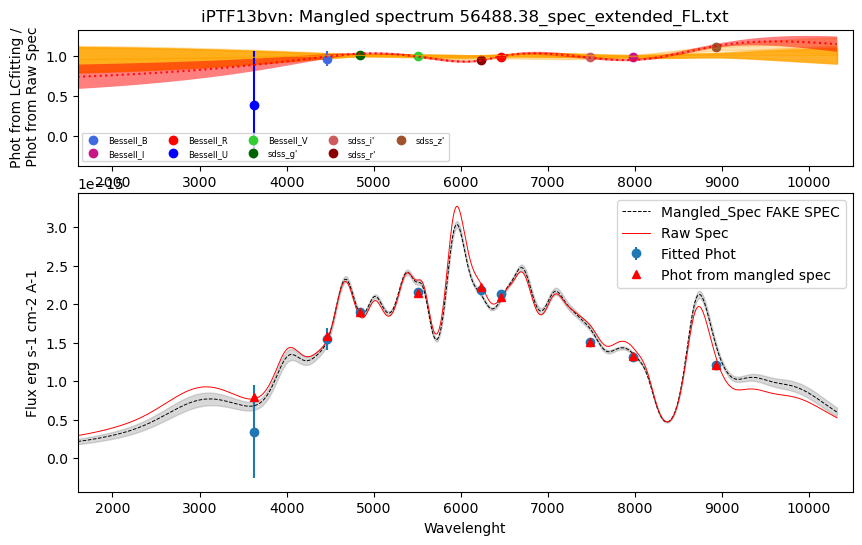 iPTF13bvn: Mangled spectrum 56488.38_spec_extended_FL.txt
Phot from LCfitting /
Phot from Raw Spec
1.0
0.5
0.0
Bessell_B
Bessell_R
Bessell_V
sdss_i'
sdss_z'
Bessell_I
Bessell_U
sdss_g'
sdss_r'
2000 3000 4000 5000 6000 7000 8000 9000 10000
1e-15
Flux erg s-1 cm-2 A-1
3.0
2.5
2.0
1.5
1.0
0.5
0.0
Mangled_Spec FAKE SPEC
Raw Spec
Fitted Phot
Phot from mangled spec
2000 3000 4000 5000 6000 7000 8000 9000 10000
Wavelenght